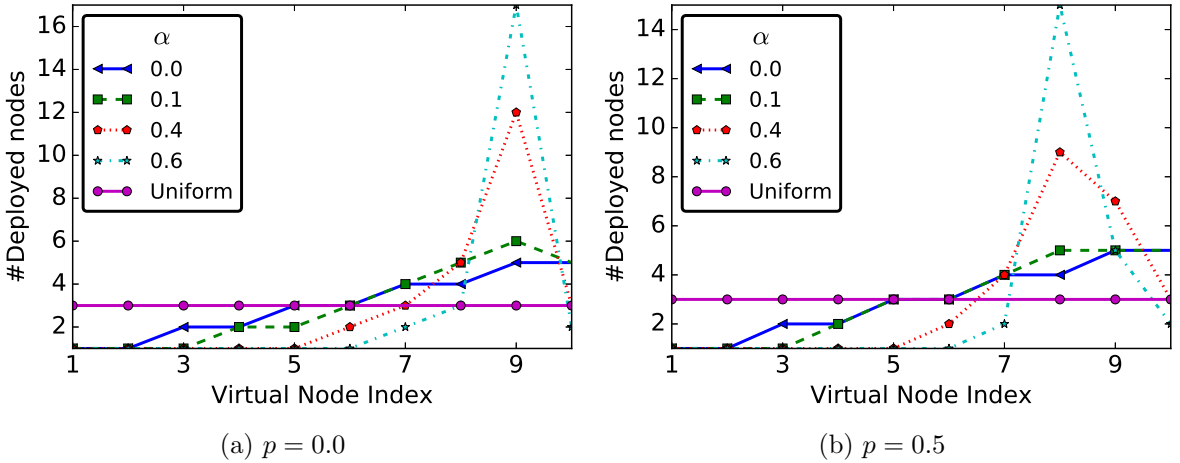 16
14
12
10
8
6
4
2
#Deployed nodes
α
0.0
0.1
0.4
0.6
Uniform
1 3 5 7 9
Virtual Node Index
(a) p = 0.0
14
12
10
8
6
4
2
#Deployed nodes
α
0.0
0.1
0.4
0.6
Uniform
1 3 5 7 9
Virtual Node Index
(b) p = 0.5